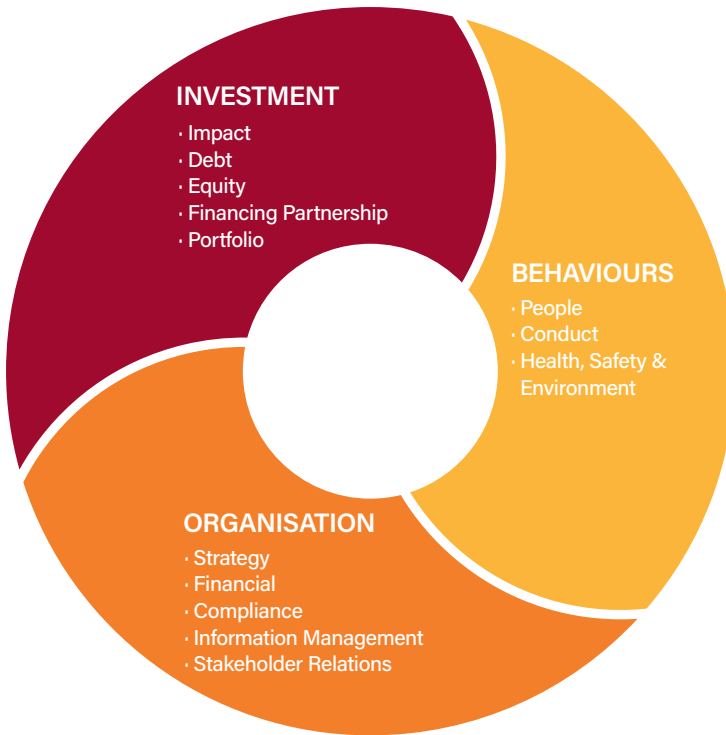 INVESTMENT
· Impact
· Debt
· Equity
· Financing Partnership
· Portfolio
BEHAVIOURS
· People
· Conduct
· Health, Safety &
Environment
ORGANISATION
· Strategy
· Financial
· Compliance
· Information Management
· Stakeholder Relations